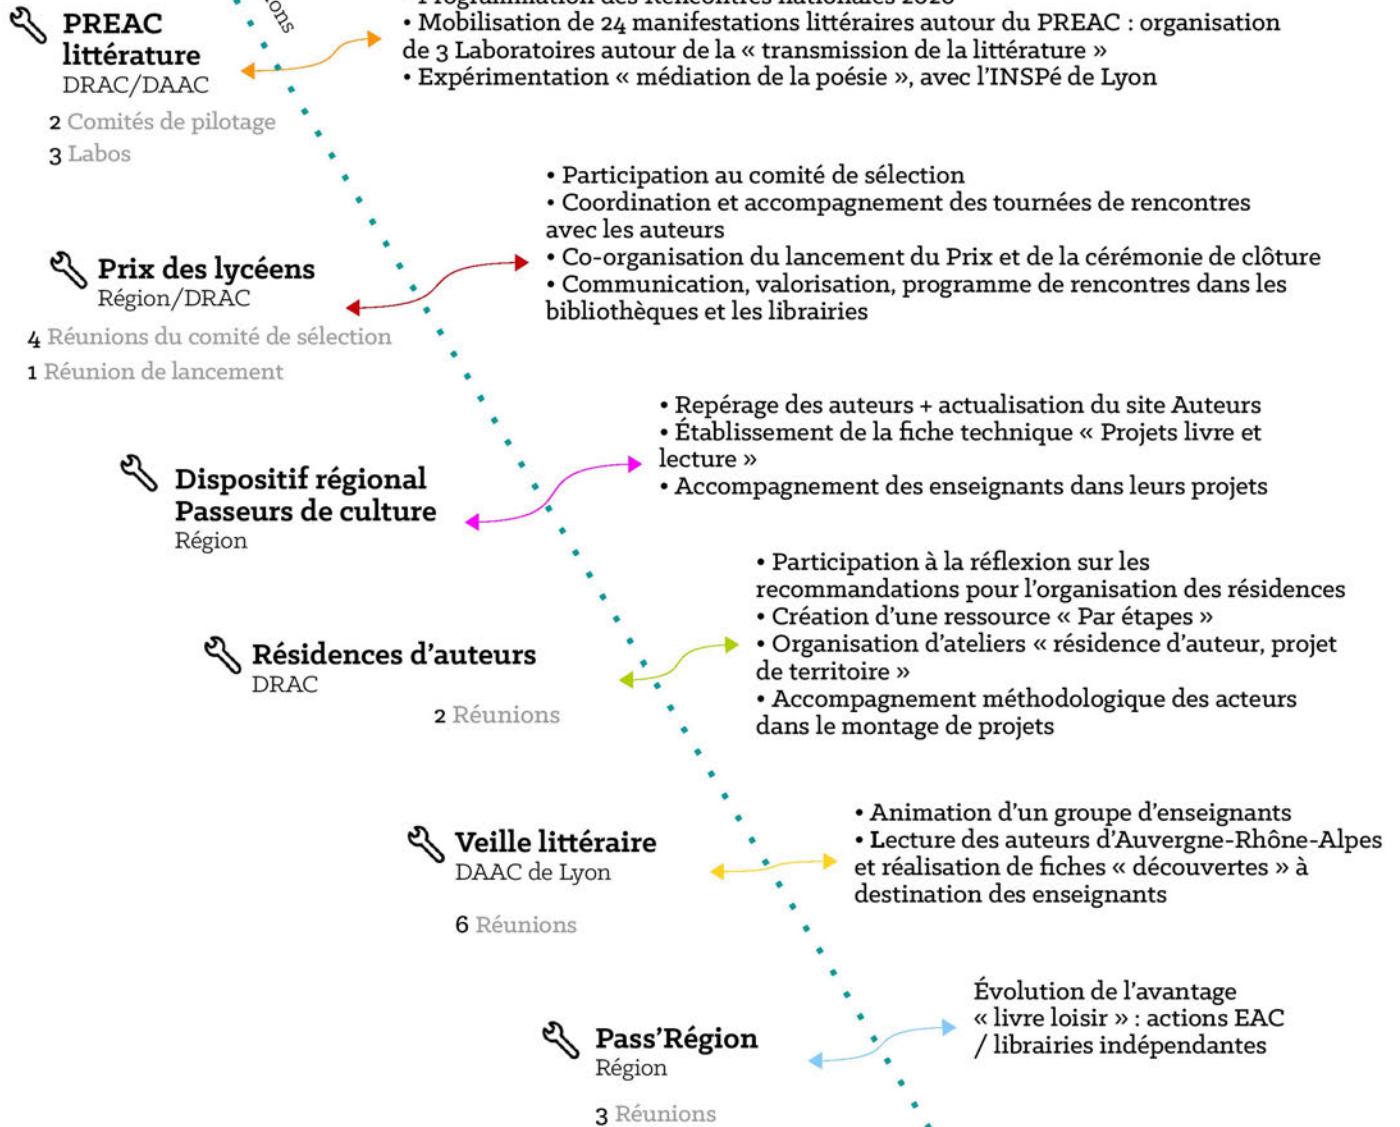 ons
• Programmation des Rencontres nationales 2020
• Mobilisation de 24 manifestations littéraires autour du PREAC : organisation
de 3 Laboratoires autour de la « transmission de la littérature »
• Expérimentation « médiation de la poésie », avec l'INSPé de Lyon
PREAC
littérature
DRAC/DAAC
2 Comités de pilotage
3 Labos
• Participation au comité de sélection
• Coordination et accompagnement des tournées de rencontres
avec les auteurs
• Co-organisation du lancement du Prix et de la cérémonie de clôture
• Communication, valorisation, programme de rencontres dans les
bibliothèques et les librairies
Prix des lycéens
Région/DRAC
4 Réunions du comité de sélection
1 Réunion de lancement
• Repérage des auteurs + actualisation du site Auteurs
• Établissement de la fiche technique « Projets livre et
lecture »
• Accompagnement des enseignants dans leurs projets
Dispositif régional
Passeurs de culture
Région
• Participation à la réflexion sur les
recommandations pour l'organisation des résidences
• Création d'une ressource « Par étapes »
• Organisation d'ateliers « résidence d'auteur, projet
de territoire »
• Accompagnement méthodologique des acteurs
dans le montage de projets
Résidences d'auteurs
DRAC
2 Réunions
• Animation d'un groupe d'enseignants
• Lecture des auteurs d'Auvergne-Rhône-Alpes
et réalisation de fiches « découvertes » à
destination des enseignants
Veille littéraire
DAAC de Lyon
6 Réunions
Évolution de l'avantage
« livre loisir » : actions EAC
/ librairies indépendantes
Pass'Région
Région
3 Réunions